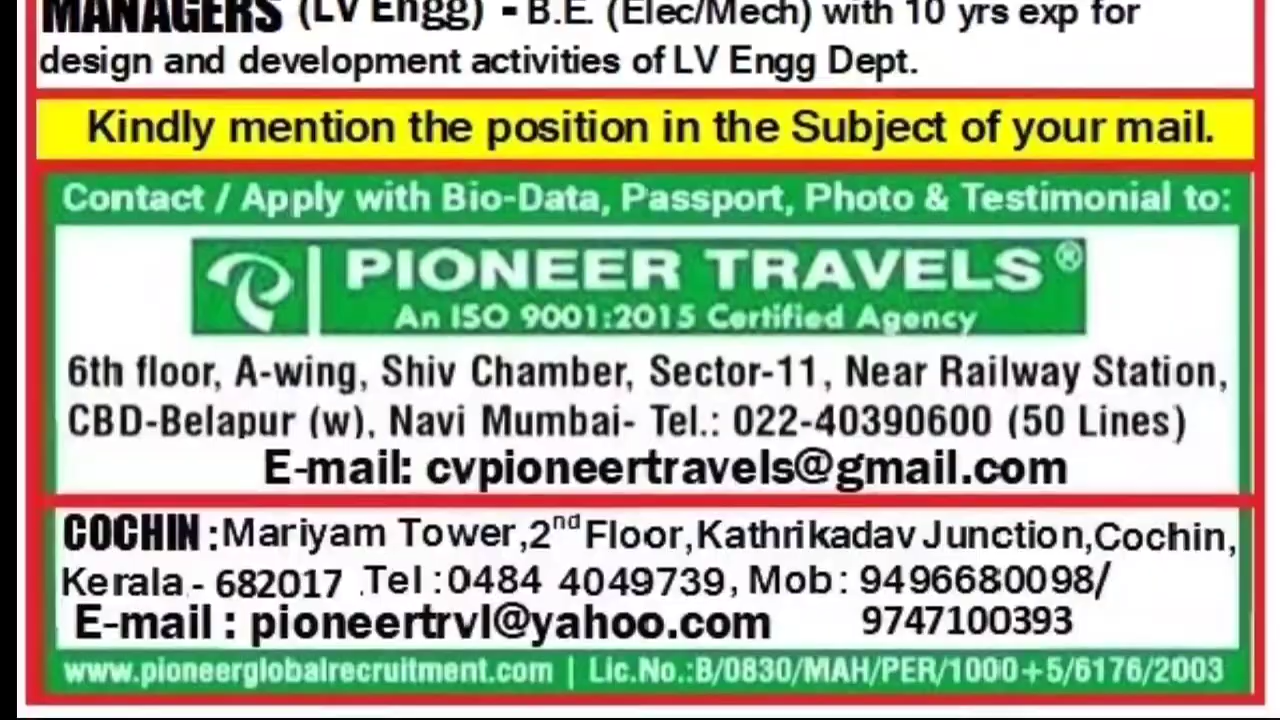 MANAGERS (LV Engg) - B.E. (Elec/Mech) with 10 yrs exp for
design and development activities of LV Engg Dept.
Kindly mention the position in the Subject of your mail.
Contact / Apply with Bio-Data, Passport, Photo & Testimonial to:
PIONEER TRAVELS ®
An ISO 9001:2015 Certified Agency
6th floor, A-wing, Shiv Chamber, Sector-11, Near Railway Station,
CBD-Belapur (w), Navi Mumbai- Tel.: 022-40390600 (50 Lines)
E-mail: cvpioneertravels@gmail.com
COCHIN : Mariyam Tower,2nd Floor,Kathrikadav Junction,Cochin,
Kerala - 682017 .Tel :0484 4049739, Mob: 9496680098/
E-mail : pioneertrvl@yahoo.com 9747100393
www.pioneerglobalrecruitment.com | Lic.No.:B/0830/MAH/PER/1000+5/6176/2003